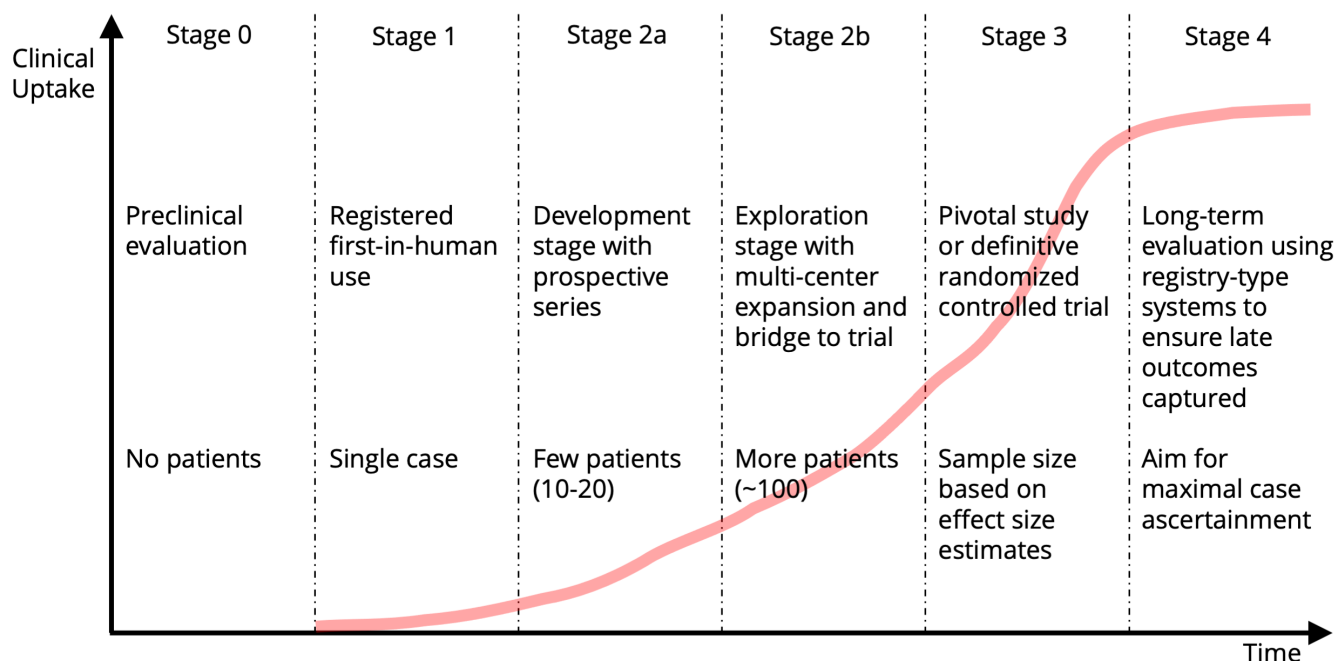 Clinical
Uptake
Stage 0
Stage 1
Stage 2a
Stage 2b
Stage 3
Stage 4
Preclinical
evaluation
Registered
first-in-human
use
Development
stage with
prospective
series
Exploration
stage with
multi-center
expansion and
bridge to trial
Pivotal study
or definitive
randomized
controlled trial
Long-term
evaluation using
registry-type
systems to
ensure late
outcomes
captured
No patients
Single case
Few patients
(10-20)
More patients
(~100)
Sample size
based on
effect size
estimates
Aim for
maximal case
ascertainment
Time